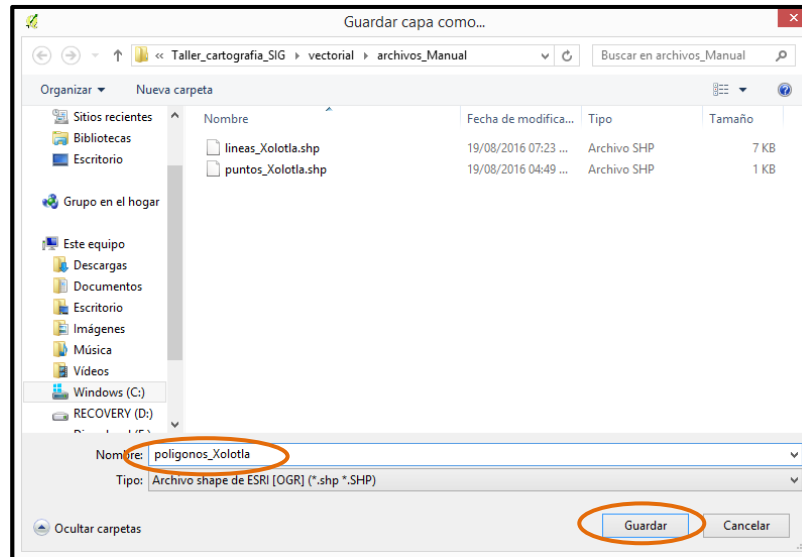 Guardar capa como...
« Taller_cartografia_SIG vectorial archivos_Manual
Buscar en archivos_Manual
Organizar Nueva carpeta
Nombre Fecha de modifica... Tipo Tamaño
Sitios recientes
Bibliotecas
Escritorio
Grupo en el hogar
Este equipo
Descargas
Documentos
Escritorio
Imágenes
Música
Vídeos
Windows (C:)
RECOVERY (D:)
lineas_Xolotla.shp 19/08/2016 07:23 ... Archivo SHP 7 KB
puntos_Xolotla.shp 19/08/2016 04:49 ... Archivo SHP 1 KB
Nombre: poligonos_Xolotla
Tipo: Archivo shape de ESRI [OGR] (*.shp *.SHP)
Ocultar carpetas
Guardar Cancelar